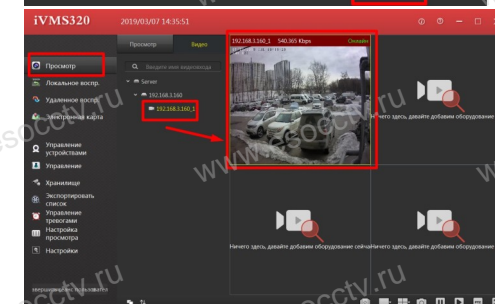 iVMS320
2019/03/07 14:35:51
Просмотр
Локальное воспр.
Удаленное воспр.
Электронная карта
Управление
устройствами
Управление
Хранилище
Экспортировать
список
Управление
тревогами
Настройка
просмотра
Настройки
Просмотр Видео
Введите имя видеовхода
Server
192.168.3.160
192.168.3.160_1
192.168.3.160_1 540.365 Kbps Онлайн
Ничего здесь, давайте добавим оборудование
Ничего здесь, давайте добавим оборудование сейча
Ничего здесь, давайте добавим оборудование